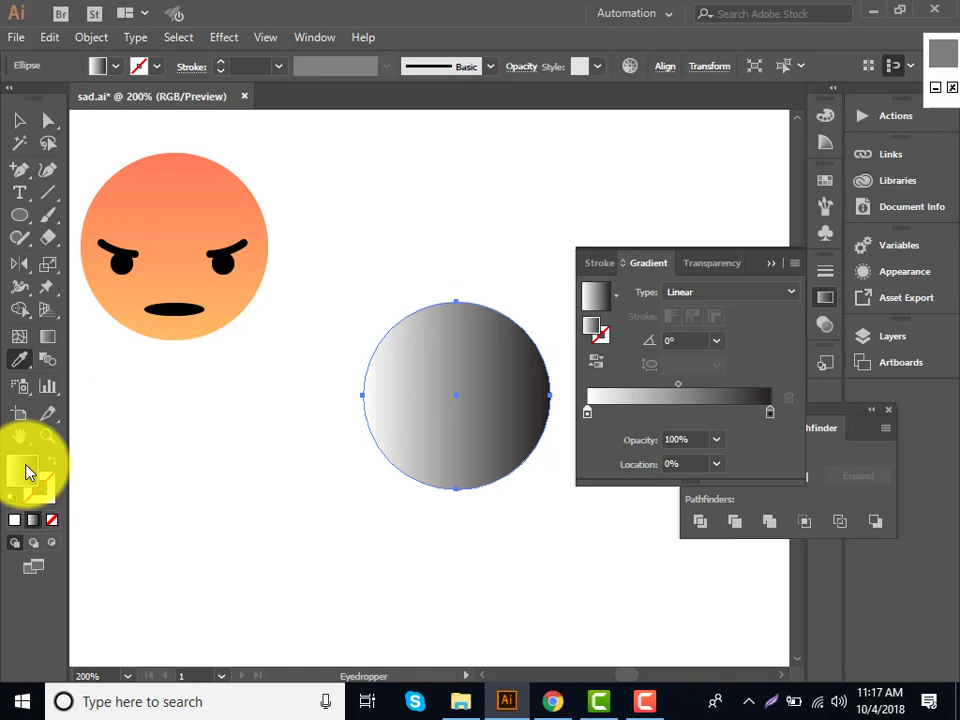 Ai Br St Automation Search Adobe Stock
File Edit Object Type Select Effect View Window Help
Ellipse Stroke: Basic Opacity Style: Align Transform
sad.ai* @ 200% (RGB/Preview)
Actions
Links
Libraries
Document Info
Variables
Appearance
Asset Export
Layers
Artboards
Stroke Gradient Transparency
Type: Linear
Stroke:
0°
Opacity: 100%
Location: 0%
hfinder
Expand
Pathfinders:
200% 1 Eyedropper
Type here to search
Ai
11:17 AM
10/4/2018